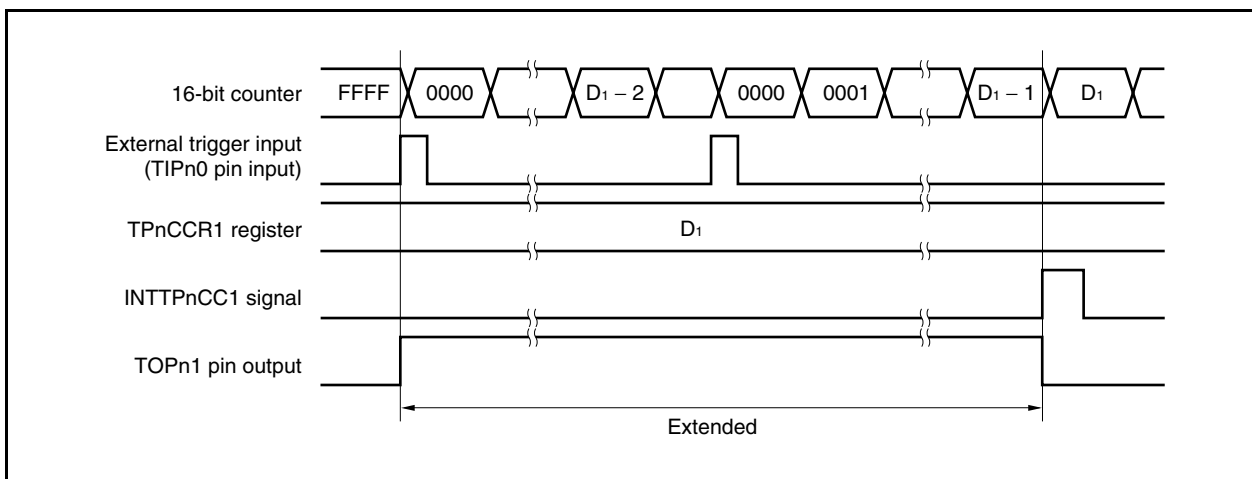 16-bit counter FFFF 0000 D1 − 2 0000 0001 D1 − 1 D1
External trigger input
(TIPn0 pin input)
TPnCCR1 register D1
INTTPnCC1 signal
TOPn1 pin output
Extended